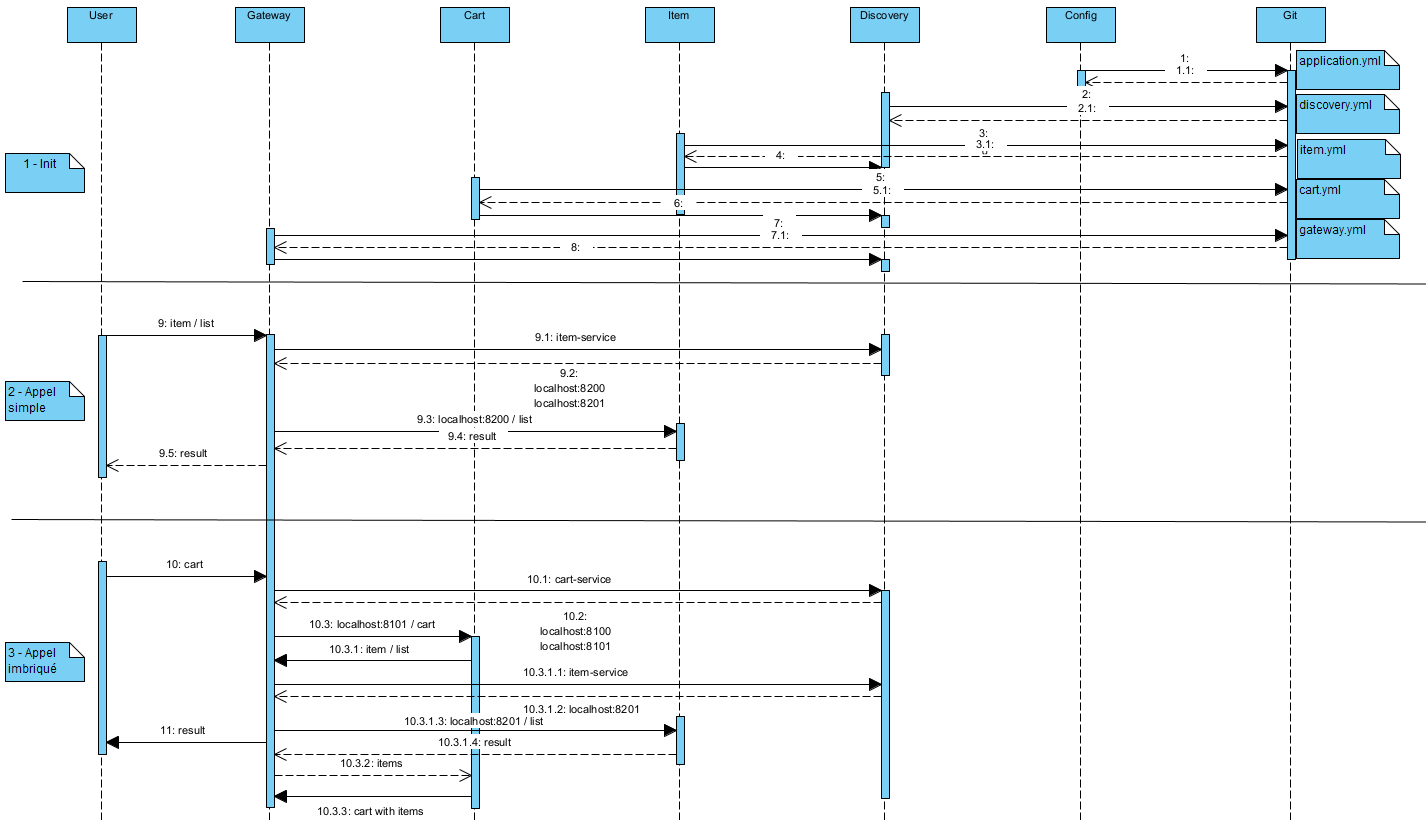 User
Gateway
Cart
Item
Discovery
Config
Git
1:
1.1:
application.yml
2:
2.1:
discovery.yml
3:
3.1:
item.yml
4:
1 - Init
5:
5.1:
cart.yml
6:
7:
7.1:
gateway.yml
8:
9: item / list
9.1: item-service
9.2:
localhost:8200
localhost:8201
2 - Appel
simple
9.3: localhost:8200 / list
9.4: result
9.5: result
10: cart
10.1: cart-service
10.2:
localhost:8100
localhost:8101
10.3: localhost:8101 / cart
3 - Appel
imbriqué
10.3.1: item / list
10.3.1.1: item-service
10.3.1.2: localhost:8201
10.3.1.3: localhost:8201 / list
11: result
10.3.1.4: result
10.3.2: items
10.3.3: cart with items